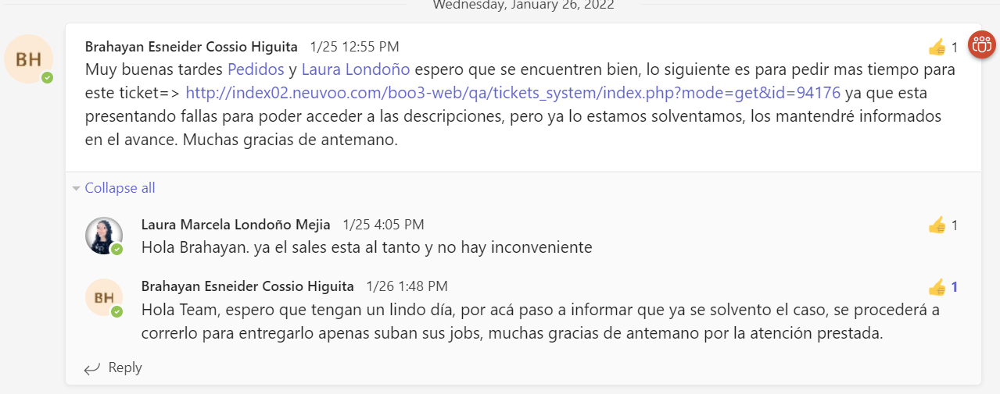 Wednesday, January 26, 2022
BH
Brahayan Esneider Cossio Higuita 1/25 12:55 PM
1
Muy buenas tardes Pedidos y Laura Londoño espero que se encuentren bien, lo siguiente es para pedir mas tiempo para
este ticket=> http://index02.neuvoo.com/boo3-web/qa/tickets_system/index.php?mode=get&id=94176 ya que esta
presentando fallas para poder acceder a las descripciones, pero ya lo estamos solventamos, los mantendré informados
en el avance. Muchas gracias de antemano.
Collapse all
Laura Marcela Londoño Mejia 1/25 4:05 PM
1
Hola Brahayan. ya el sales esta al tanto y no hay inconveniente
BH
Brahayan Esneider Cossio Higuita 1/26 1:48 PM
1
Hola Team, espero que tengan un lindo día, por acá paso a informar que ya se solvento el caso, se procederá a
correrlo para entregarlo apenas suban sus jobs, muchas gracias de antemano por la atención prestada.
Reply